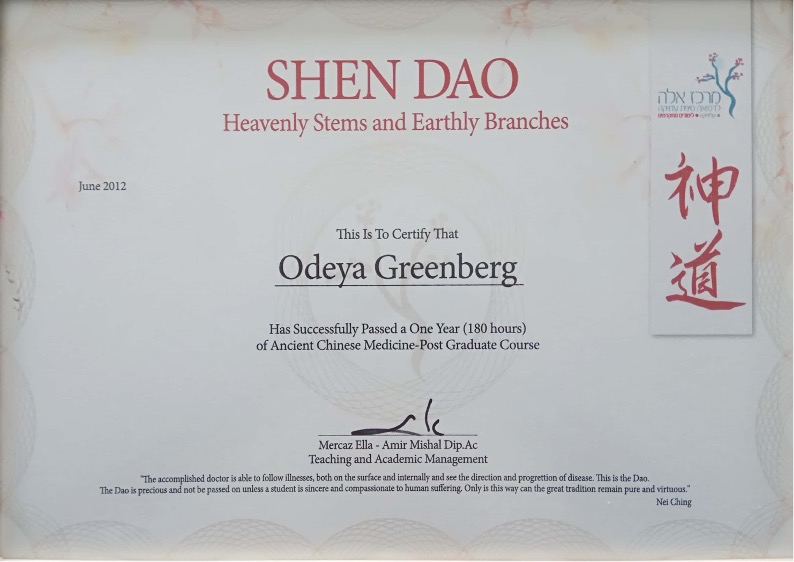 SHEN DAO
Heavenly Stems and Earthly Branches
מרכז אלה
June 2012
神
道
This Is To Certify That
Odeya Greenberg
Has Successfully Passed a One Year (180 hours)
of Ancient Chinese Medicine-Post Graduate Course
Mercaz Ella - Amir Mishal Dip.Ac
Teaching and Academic Management
"The accomplished doctor is able to follow illnesses, both on the surface and internally and see the direction and progrettion of disease. This is the Dao.
The Dao is precious and not be passed on unless a student is sincere and compassionate to human suffering. Only is this way can the great tradition remain pure and virtuous."
Nei Ching